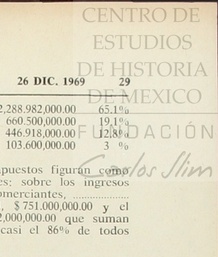 CENTRO DE
ESTUDIOS
DE HISTORIA
DE MEXICO
FUNDACIÓN
Carlos Slim
26 DIC. 1969 29
2,288.982,000.00 65.1%
660.500,000.00 19.1%
446.918,000.00 12.8%
103.600,000.00 3 %
puestos figuran como
es; sobre los ingresos
omerciantes, ..................
, $ 751.000,000.00 y el
2,000,000.00 que suman
casi el 86% de todos